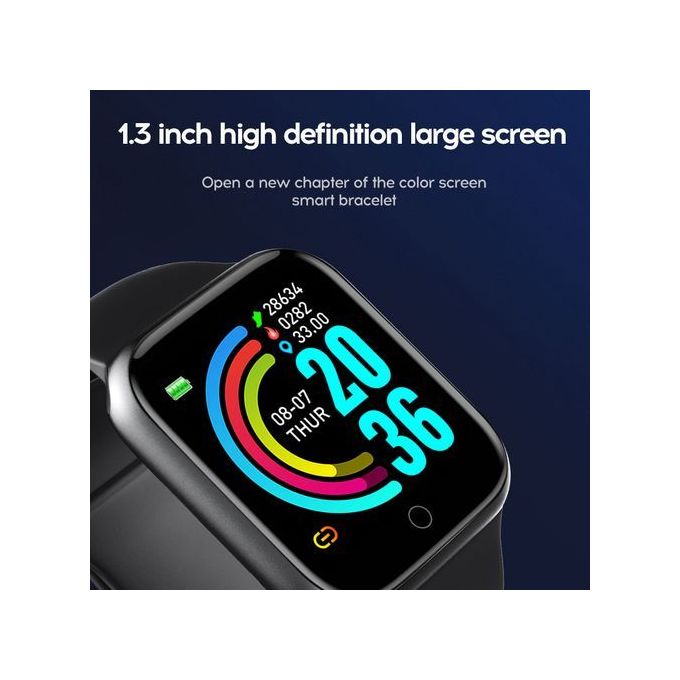 1.3 inch high definition large screen
Open a new chapter of the color screen
smart bracelet
28634
0282
33.00
08-07
THUR
20
36